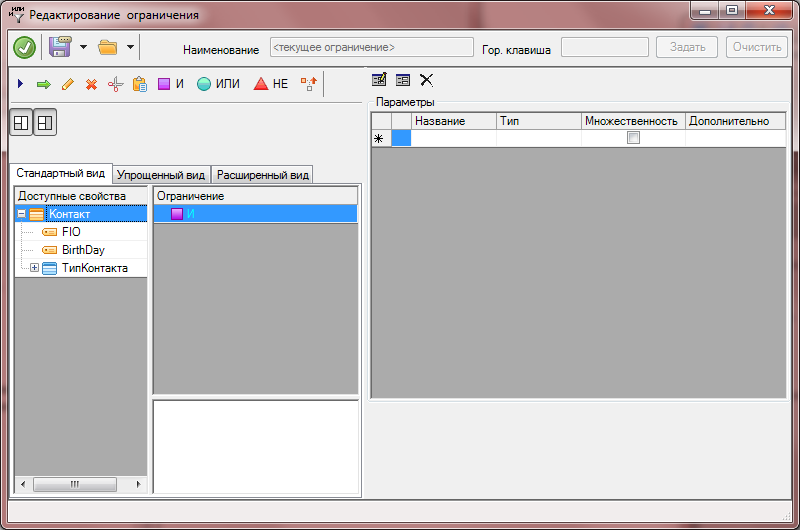 ИЛИ
Редактирование ограничения
Наименование <текущее ограничение> Гор. клавиша Задать Очистить
И ИЛИ НЕ
Параметры
Название Тип Множественность Дополнительно
Стандартный вид Упрощенный вид Расширенный вид
Доступные свойства Ограничение
Контакт И
FIO
BirthDay
ТипКонтакта